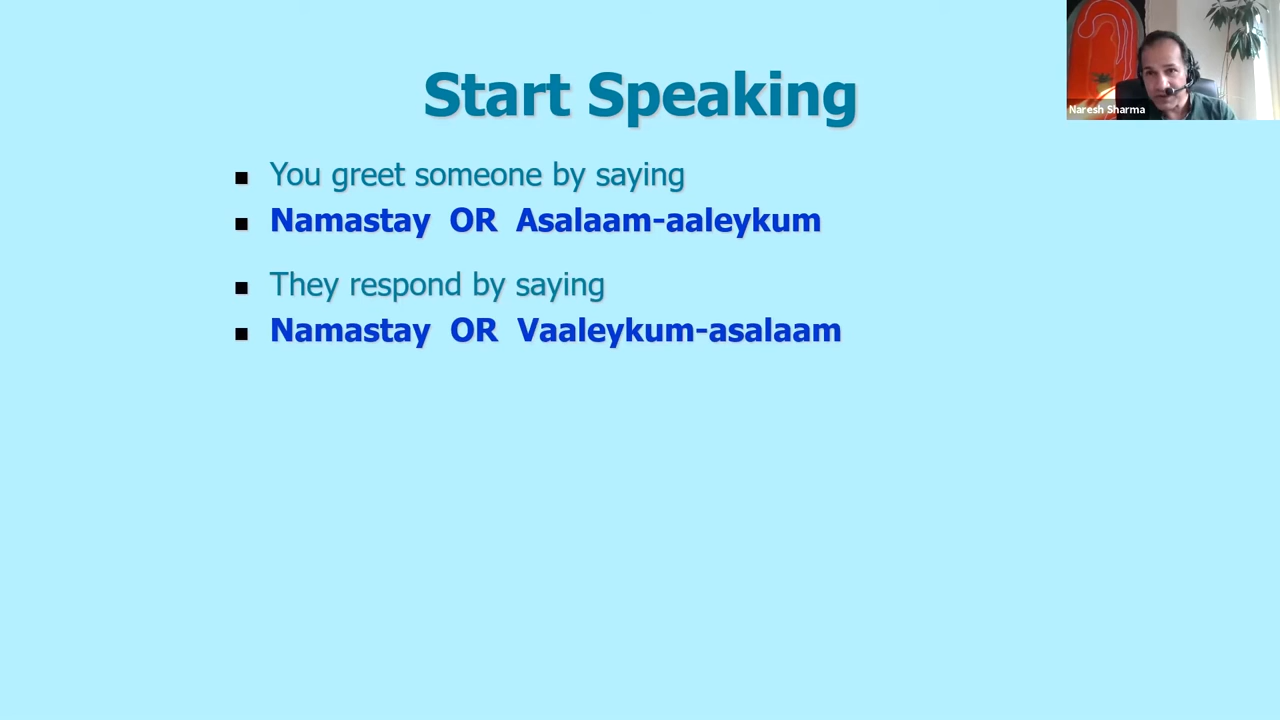 Start Speaking
You greet someone by saying
Namastay OR Asalaam-aaleykum
They respond by saying
Namastay OR Vaaleykum-asalaam
Naresh Sharma